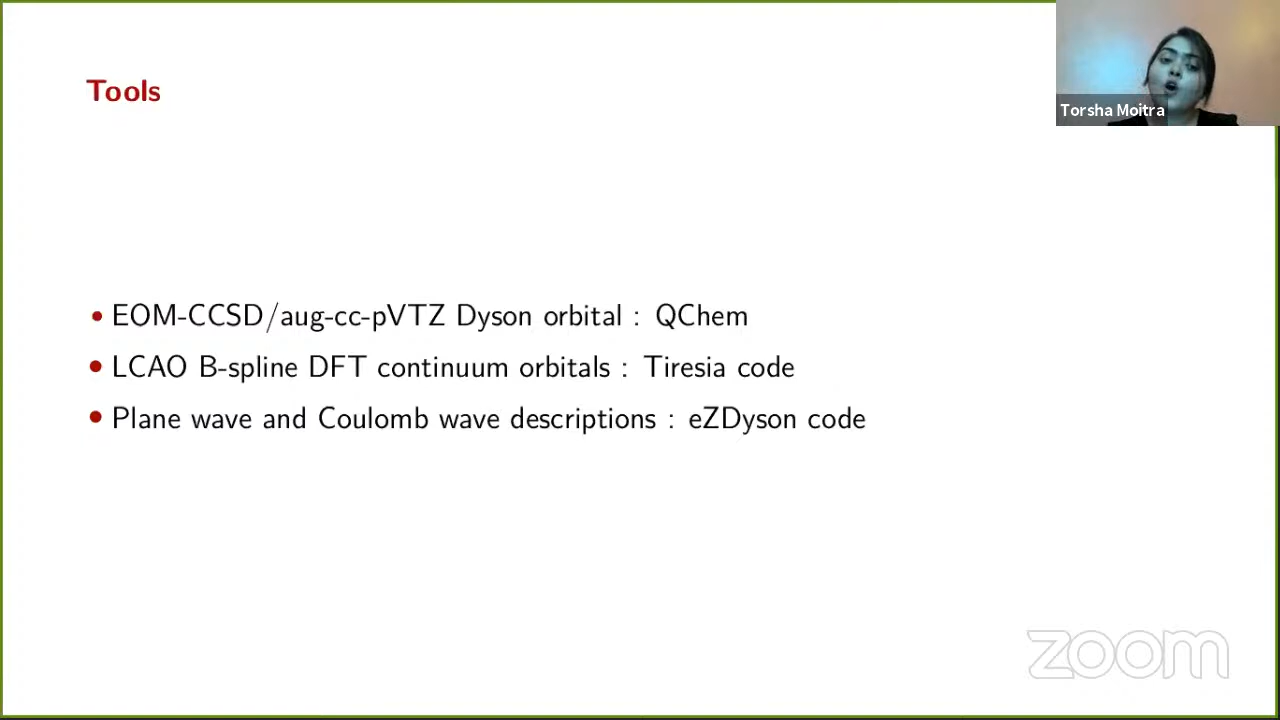 Tools
Torsha Moitra
• EOM-CCSD/aug-cc-pVTZ Dyson orbital : QChem
• LCAO B-spline DFT continuum orbitals : Tiresia code
• Plane wave and Coulomb wave descriptions : eZDyson code
zoom